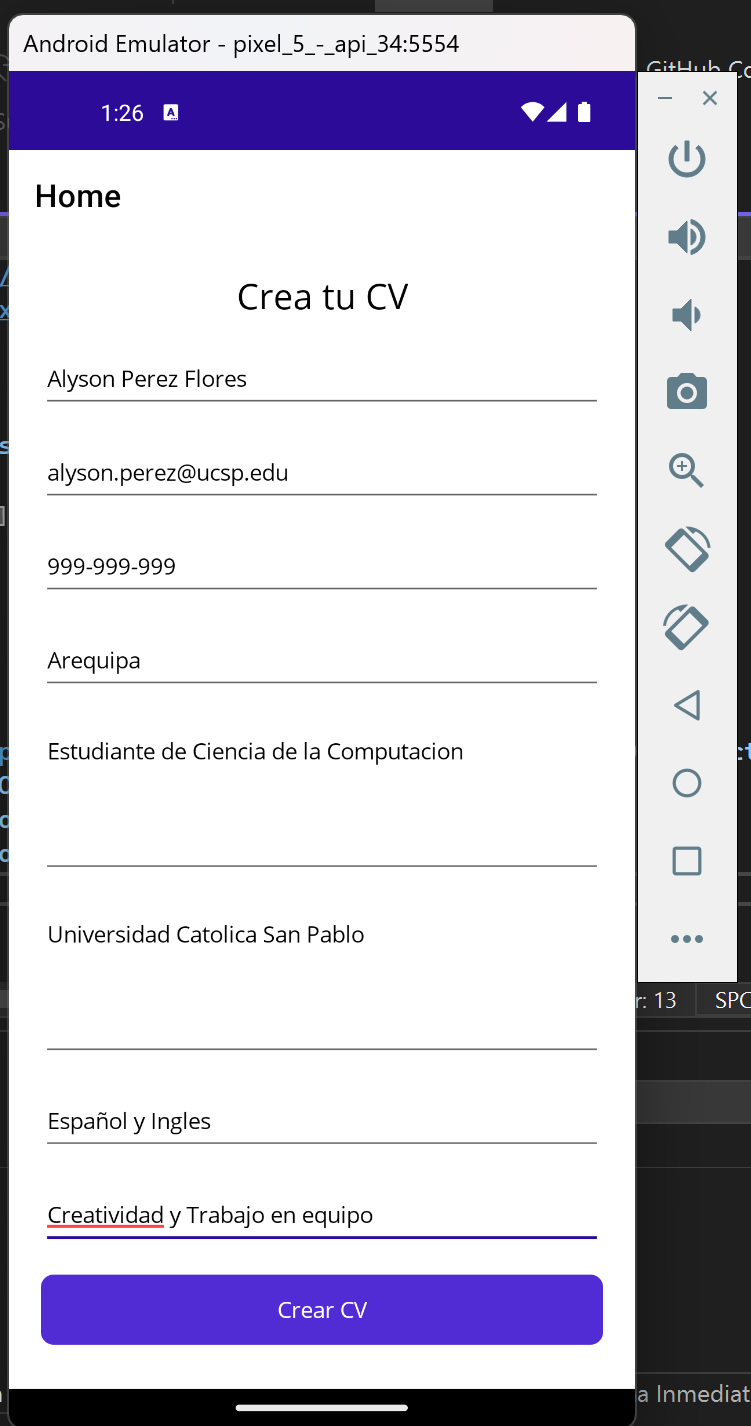 Android Emulator - pixel_5_-_api_34:5554
1:26
Home
Crea tu CV
Alyson Perez Flores
alyson.perez@ucsp.edu
999-999-999
Arequipa
Estudiante de Ciencia de la Computacion
Universidad Catolica San Pablo
r: 13 SPC
Español y Ingles
Creatividad y Trabajo en equipo
Crear CV
a Inmediat